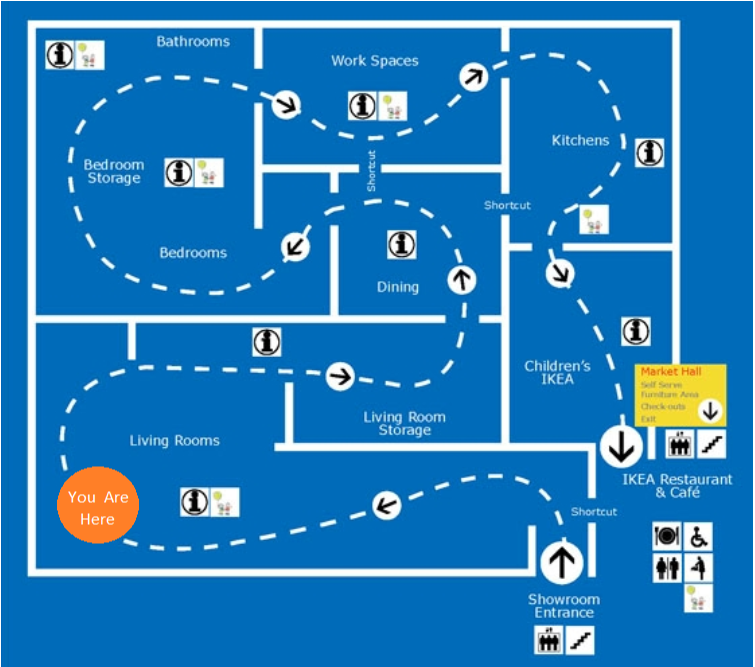 Bathrooms
Work Spaces
Kitchens
Bedroom
Storage
Shortcut
Shortcut
Bedrooms
Dining
Children's
IKEA
Market Hall
Self Serve
Furniture Area
Check-outs
Exit
Living Room
Storage
Living Rooms
IKEA Restaurant
& Café
You Are
Here
Shortcut
Showroom
Entrance